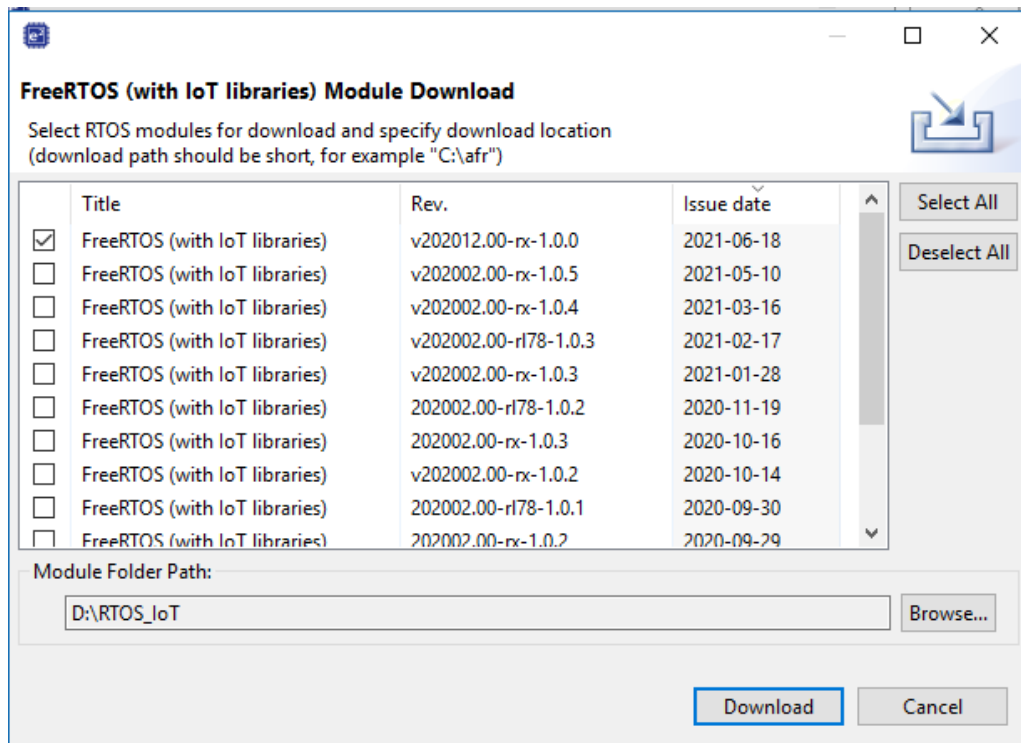 FreeRTOS (with IoT libraries) Module Download
Select RTOS modules for download and specify download location
(download path should be short, for example "C:\afr")
Title Rev. Issue date
FreeRTOS (with IoT libraries) v202012.00-rx-1.0.0 2021-06-18
FreeRTOS (with IoT libraries) v202002.00-rx-1.0.5 2021-05-10
FreeRTOS (with IoT libraries) v202002.00-rx-1.0.4 2021-03-16
FreeRTOS (with IoT libraries) v202002.00-rl78-1.0.3 2021-02-17
FreeRTOS (with IoT libraries) v202002.00-rx-1.0.3 2021-01-28
FreeRTOS (with IoT libraries) 202002.00-rl78-1.0.2 2020-11-19
FreeRTOS (with IoT libraries) 202002.00-rx-1.0.3 2020-10-16
FreeRTOS (with IoT libraries) v202002.00-rx-1.0.2 2020-10-14
FreeRTOS (with IoT libraries) 202002.00-rl78-1.0.1 2020-09-30
FreeRTOS (with IoT libraries) 202002.00-rx-1.0.2 2020-09-29
Select All
Deselect All
Module Folder Path:
D:\RTOS_IoT
Browse...
Download
Cancel